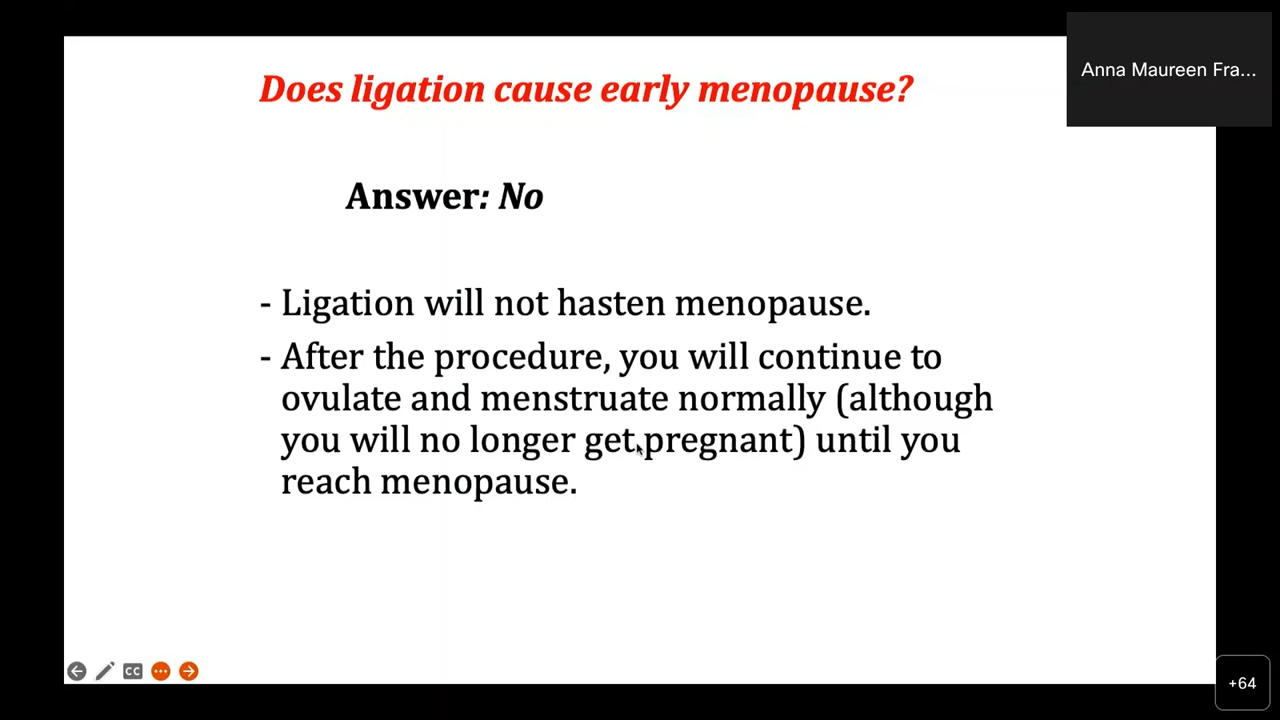 Anna Maureen Fra...
Does ligation cause early menopause?
Answer: No
- Ligation will not hasten menopause.
- After the procedure, you will continue to
ovulate and menstruate normally (although
you will no longer get pregnant) until you
reach menopause.
CC
+64